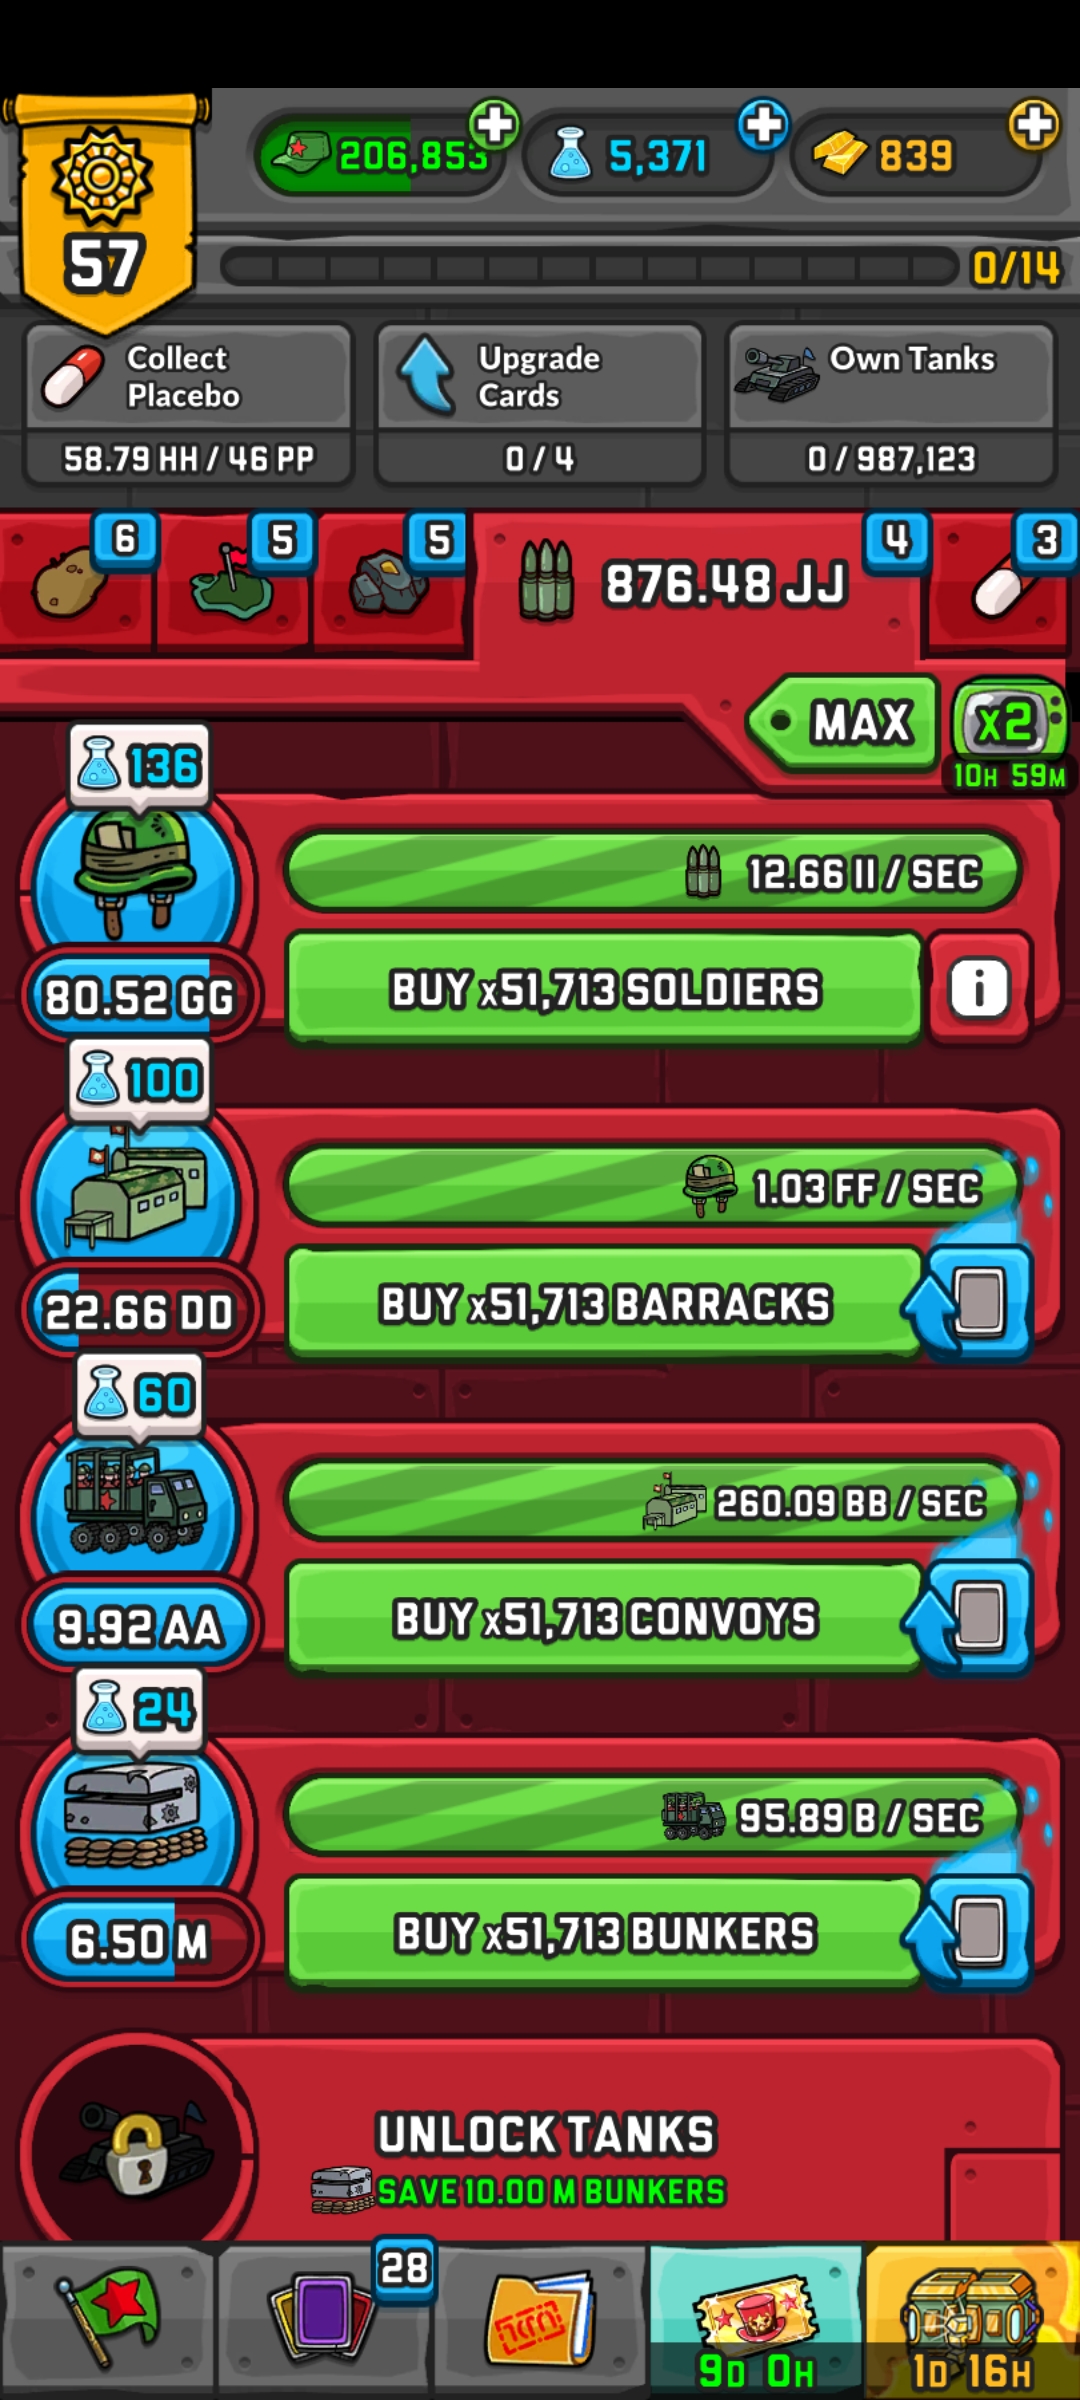 206,853
5,371
839
57
0/14
Collect Placebo
58.79 HH / 46 PP
Upgrade Cards
0 / 4
Own Tanks
0 / 987,123
6
5
5
876.48 JJ
4
3
MAX
x2
10H 59M
136
12.66 II / SEC
80.52 GG
BUY x51,713 SOLDIERS
i
100
1.03 FF / SEC
22.66 DD
BUY x51,713 BARRACKS
60
260.09 BB / SEC
9.92 AA
BUY x51,713 CONVOYS
24
95.89 B / SEC
6.50 M
BUY x51,713 BUNKERS
UNLOCK TANKS
SAVE 10.00 M BUNKERS
28
9D 0H
1D 16H